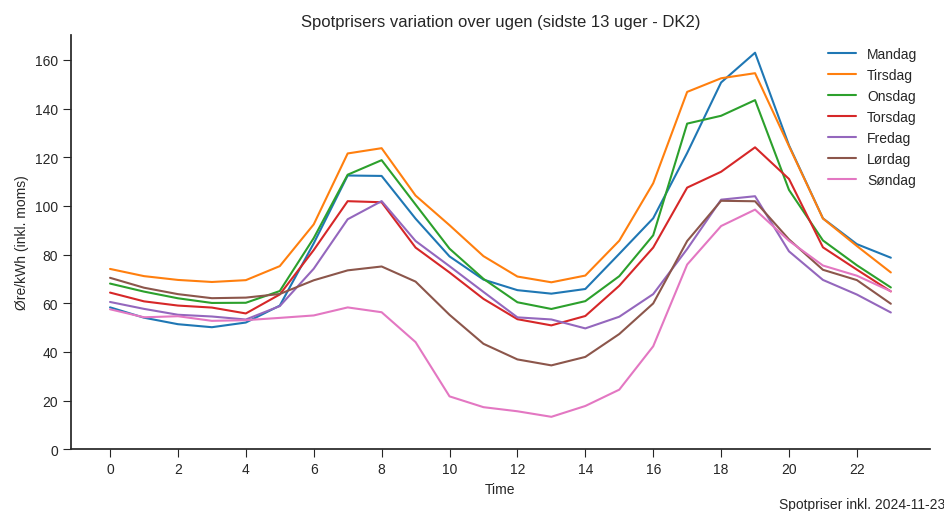 Spotprisers variation over ugen (sidste 13 uger - DK2)
Øre/kWh (inkl. moms)
160
140
120
100
80
60
40
20
0
Mandag
Tirsdag
Onsdag
Torsdag
Fredag
Lørdag
Søndag
0 2 4 6 8 10 12 14 16 18 20 22
Time
Spotpriser inkl. 2024-11-23